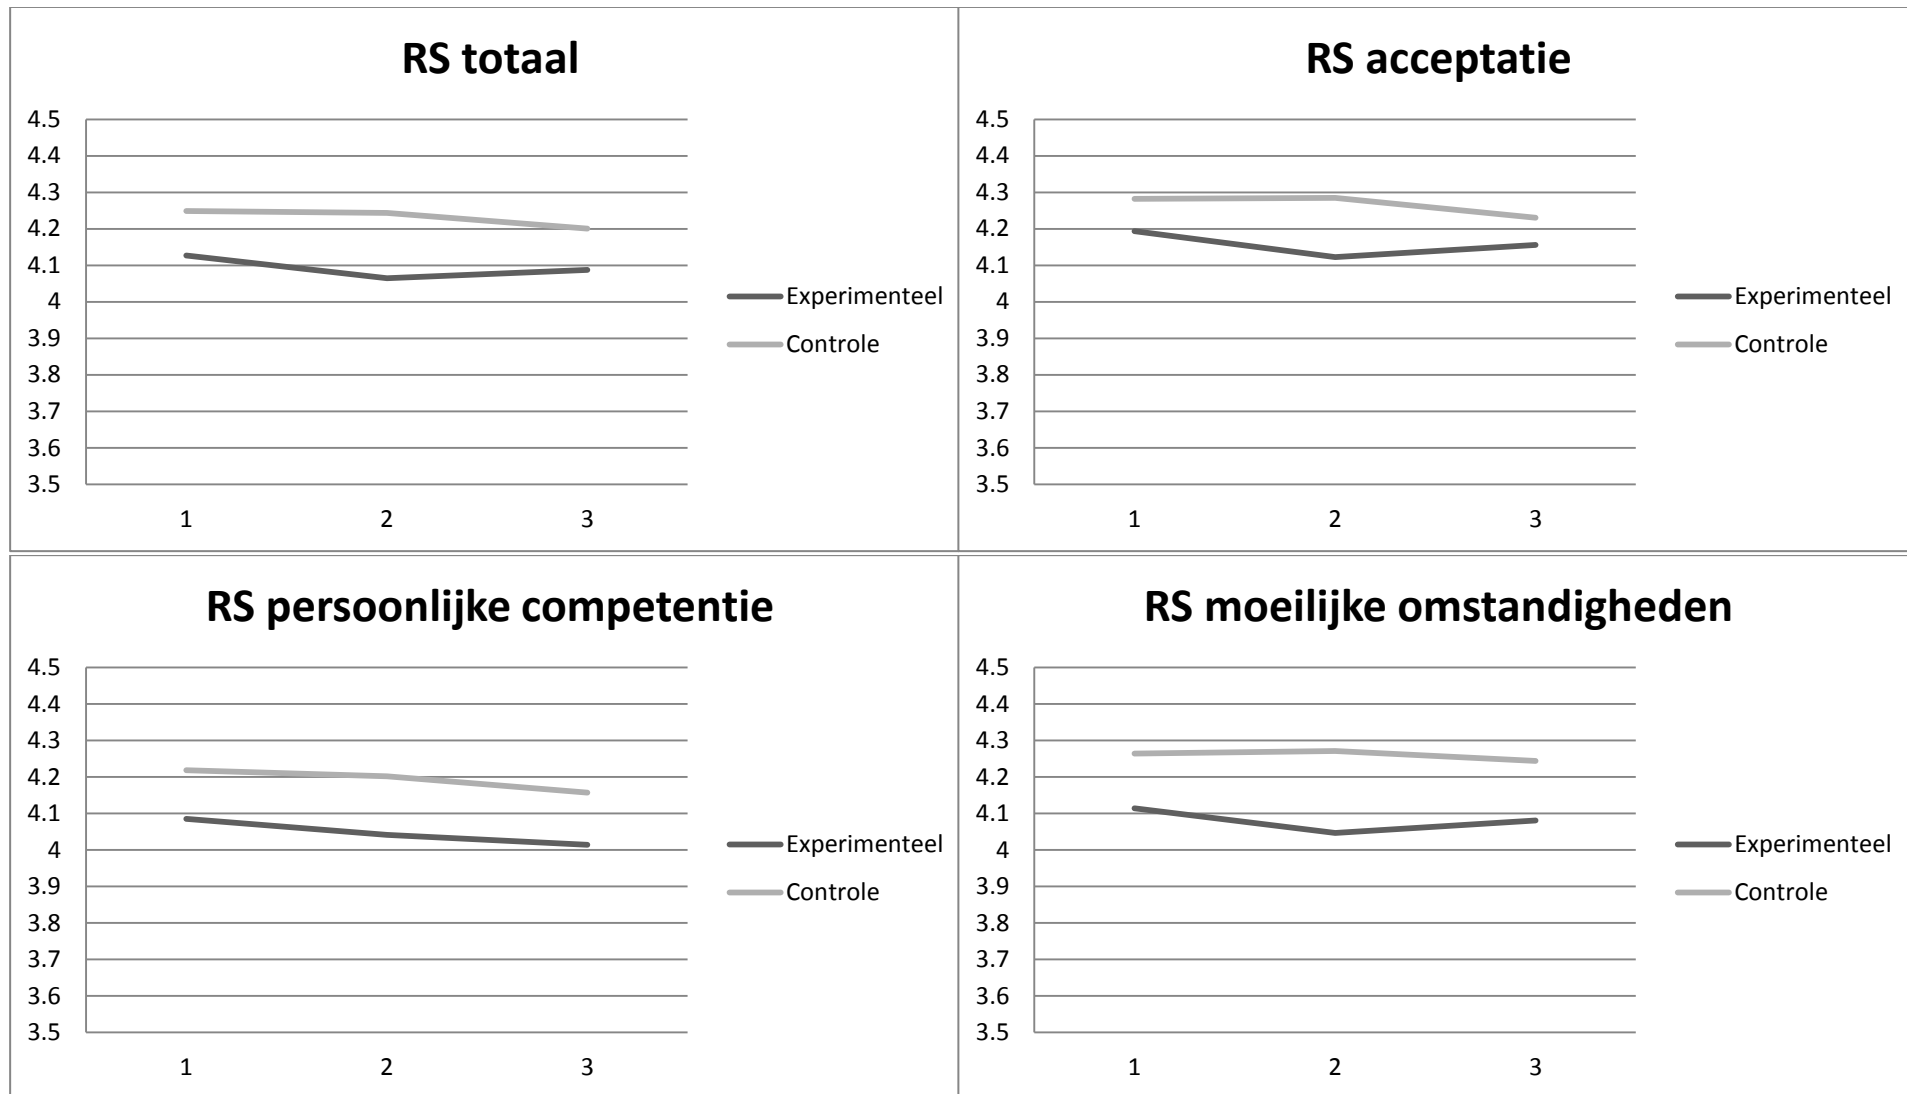 RS totaal
4.5
4.4
4.3
4.2
4.1
4
3.9
3.8
3.7
3.6
3.5
1 2 3
Experimenteel
Controle
RS acceptatie
4.5
4.4
4.3
4.2
4.1
4
3.9
3.8
3.7
3.6
3.5
1 2 3
Experimenteel
Controle
RS persoonlijke competentie
4.5
4.4
4.3
4.2
4.1
4
3.9
3.8
3.7
3.6
3.5
1 2 3
Experimenteel
Controle
RS moeilijke omstandigheden
4.5
4.4
4.3
4.2
4.1
4
3.9
3.8
3.7
3.6
3.5
1 2 3
Experimenteel
Controle